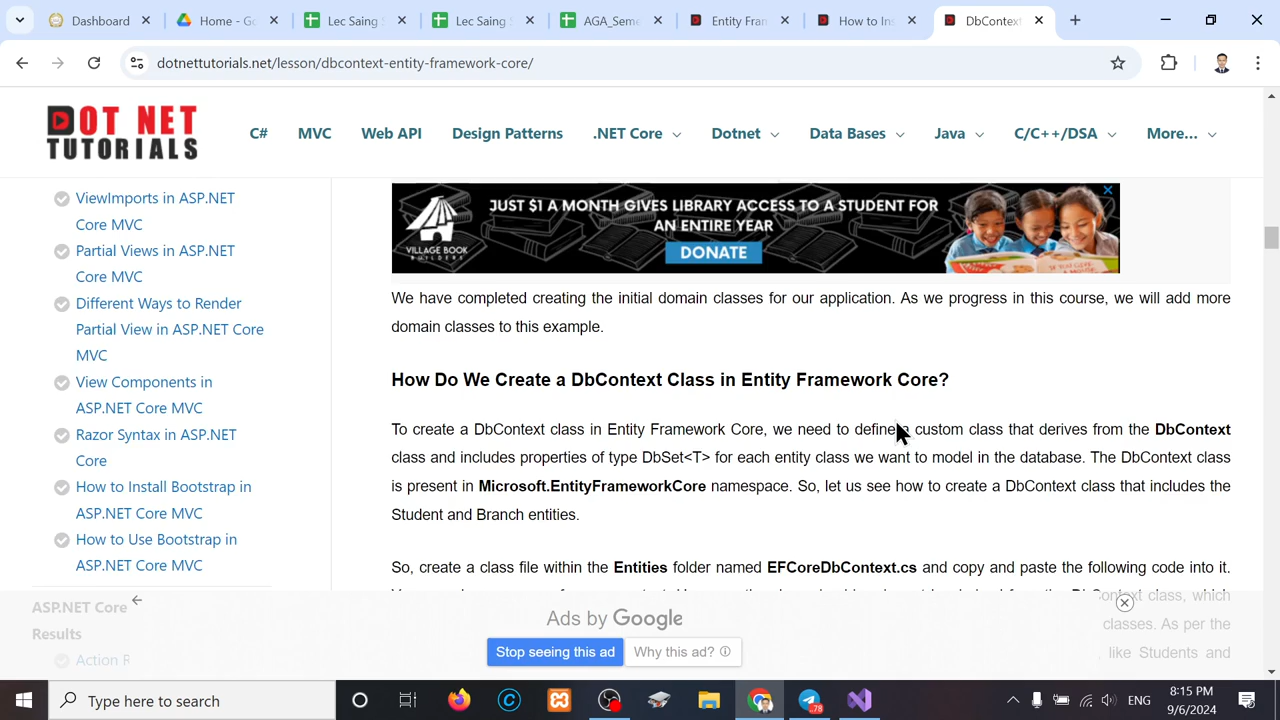 Dashboard
Home - Go
Lec Saing
Lec Saing
AGA_Seme
Entity Fran
How to Ins
DbContext
dotnettutorials.net/lesson/dbcontext-entity-framework-core/
DOT NET
TUTORIALS
C#
MVC
Web API
Design Patterns
.NET Core
Dotnet
Data Bases
Java
C/C++/DSA
More...
ViewImports in ASP.NET
Core MVC
Partial Views in ASP.NET
Core MVC
Different Ways to Render
Partial View in ASP.NET Core
MVC
View Components in
ASP.NET Core MVC
Razor Syntax in ASP.NET
Core
How to Install Bootstrap in
ASP.NET Core MVC
How to Use Bootstrap in
ASP.NET Core MVC
ASP.NET Core
Results
Action R
VILLAGE BOOK
BUILDERS
JUST $1 A MONTH GIVES LIBRARY ACCESS TO A STUDENT FOR
AN ENTIRE YEAR
DONATE
We have completed creating the initial domain classes for our application. As we progress in this course, we will add more
domain classes to this example.
How Do We Create a DbContext Class in Entity Framework Core?
To create a DbContext class in Entity Framework Core, we need to define a custom class that derives from the DbContext
class and includes properties of type DbSet<T> for each entity class we want to model in the database. The DbContext class
is present in Microsoft.EntityFrameworkCore namespace. So, let us see how to create a DbContext class that includes the
Student and Branch entities.
So, create a class file within the Entities folder named EFCoreDbContext.cs and copy and paste the following code into it.
context class, which
classes. As per the
like Students and
Ads by Google
Stop seeing this ad
Why this ad?
Type here to search
78
ENG
8:15 PM
9/6/2024